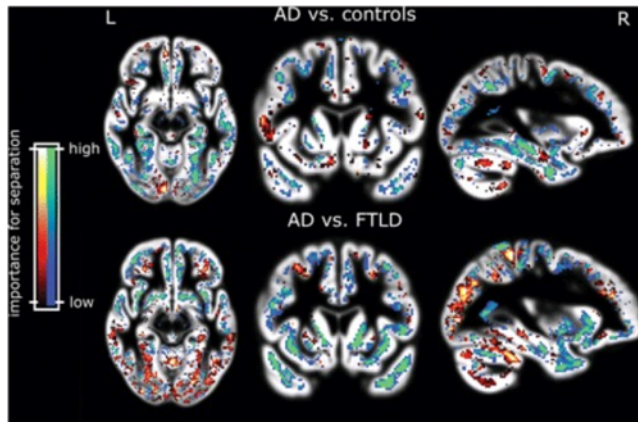 L
AD vs. controls
R
importance for separation
high
low
AD vs. FTLD